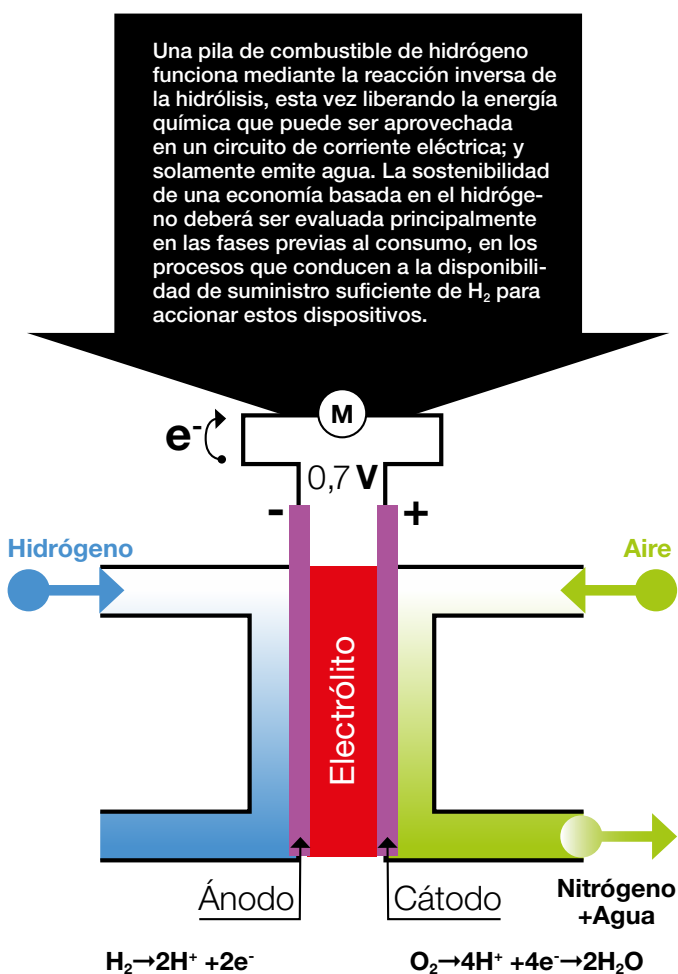 Una pila de combustible de hidrógeno
funciona mediante la reacción inversa de
la hidrólisis, esta vez liberando la energía
química que puede ser aprovechada
en un circuito de corriente eléctrica; y
solamente emite agua. La sostenibilidad
de una economía basada en el hidróge-
no deberá ser evaluada principalmente
en las fases previas al consumo, en los
procesos que conducen a la disponibili-
dad de suministro suficiente de H₂ para
accionar estos dispositivos.
M
e⁻
0,7 V
- +
Hidrógeno
Aire
Electrólito
Ánodo
Cátodo
Nitrógeno
+Agua
H₂→2H⁺ +2e⁻
O₂→4H⁺ +4e⁻→2H₂O